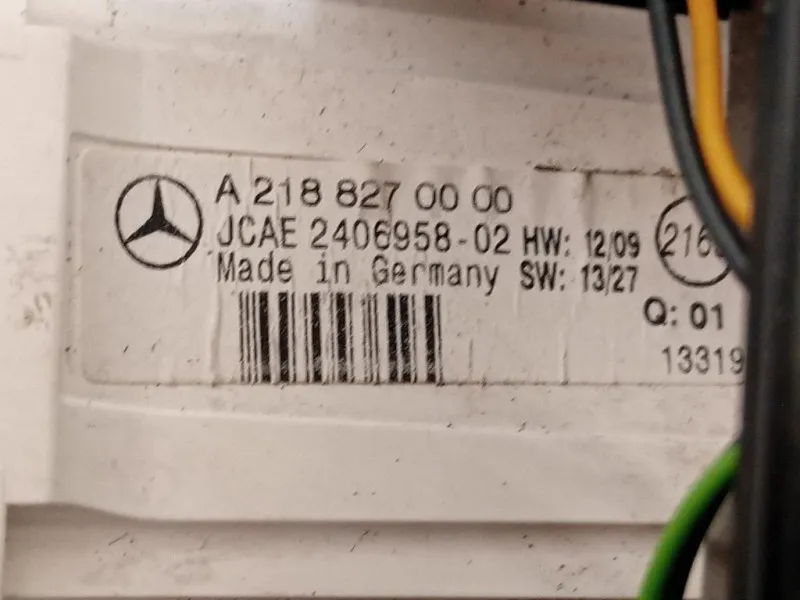 A 218 827 00 00
JCAE 2406958-02 HW: 12/09
Made in Germany SW: 13/27
Q: 01
13319